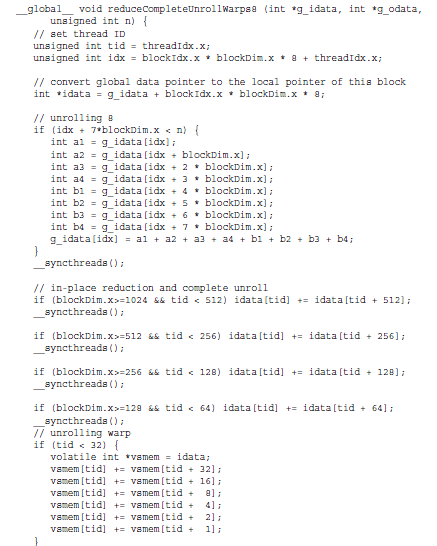 __global__ void reduceCompleteUnrollWarps8 (int *g_idata, int *g_odata,
unsigned int n) {
// set thread ID
unsigned int tid = threadIdx.x;
unsigned int idx = blockIdx.x * blockDim.x * 8 + threadIdx.x;
// convert global data pointer to the local pointer of this block
int *idata = g_idata + blockIdx.x * blockDim.x * 8;
// unrolling 8
if (idx + 7*blockDim.x < n) {
int a1 = g_idata[idx];
int a2 = g_idata[idx + blockDim.x];
int a3 = g_idata[idx + 2 * blockDim.x];
int a4 = g_idata[idx + 3 * blockDim.x];
int b1 = g_idata[idx + 4 * blockDim.x];
int b2 = g_idata[idx + 5 * blockDim.x];
int b3 = g_idata[idx + 6 * blockDim.x];
int b4 = g_idata[idx + 7 * blockDim.x];
g_idata[idx] = a1 + a2 + a3 + a4 + b1 + b2 + b3 + b4;
}
__syncthreads();
// in-place reduction and complete unroll
if (blockDim.x>=1024 && tid < 512) idata[tid] += idata[tid + 512];
__syncthreads();
if (blockDim.x>=512 && tid < 256) idata[tid] += idata[tid + 256];
__syncthreads();
if (blockDim.x>=256 && tid < 128) idata[tid] += idata[tid + 128];
__syncthreads();
if (blockDim.x>=128 && tid < 64) idata[tid] += idata[tid + 64];
__syncthreads();
// unrolling warp
if (tid < 32) {
volatile int *vsmem = idata;
vsmem[tid] += vsmem[tid + 32];
vsmem[tid] += vsmem[tid + 16];
vsmem[tid] += vsmem[tid + 8];
vsmem[tid] += vsmem[tid + 4];
vsmem[tid] += vsmem[tid + 2];
vsmem[tid] += vsmem[tid + 1];
}